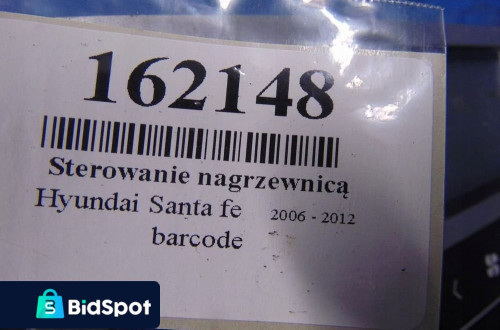 162148
Sterowanie nagrzewnicą
Hyundai Santa fe 2006 - 2012
barcode
BidSpot